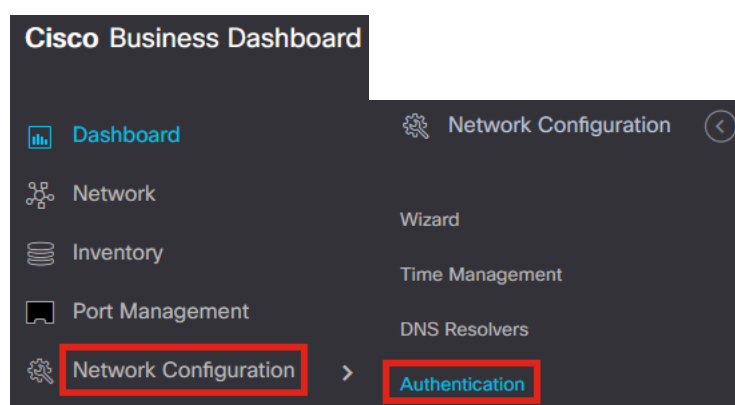 Cisco Business Dashboard
Dashboard
Network
Inventory
Port Management
Network Configuration
Network Configuration
Wizard
Time Management
DNS Resolvers
Authentication